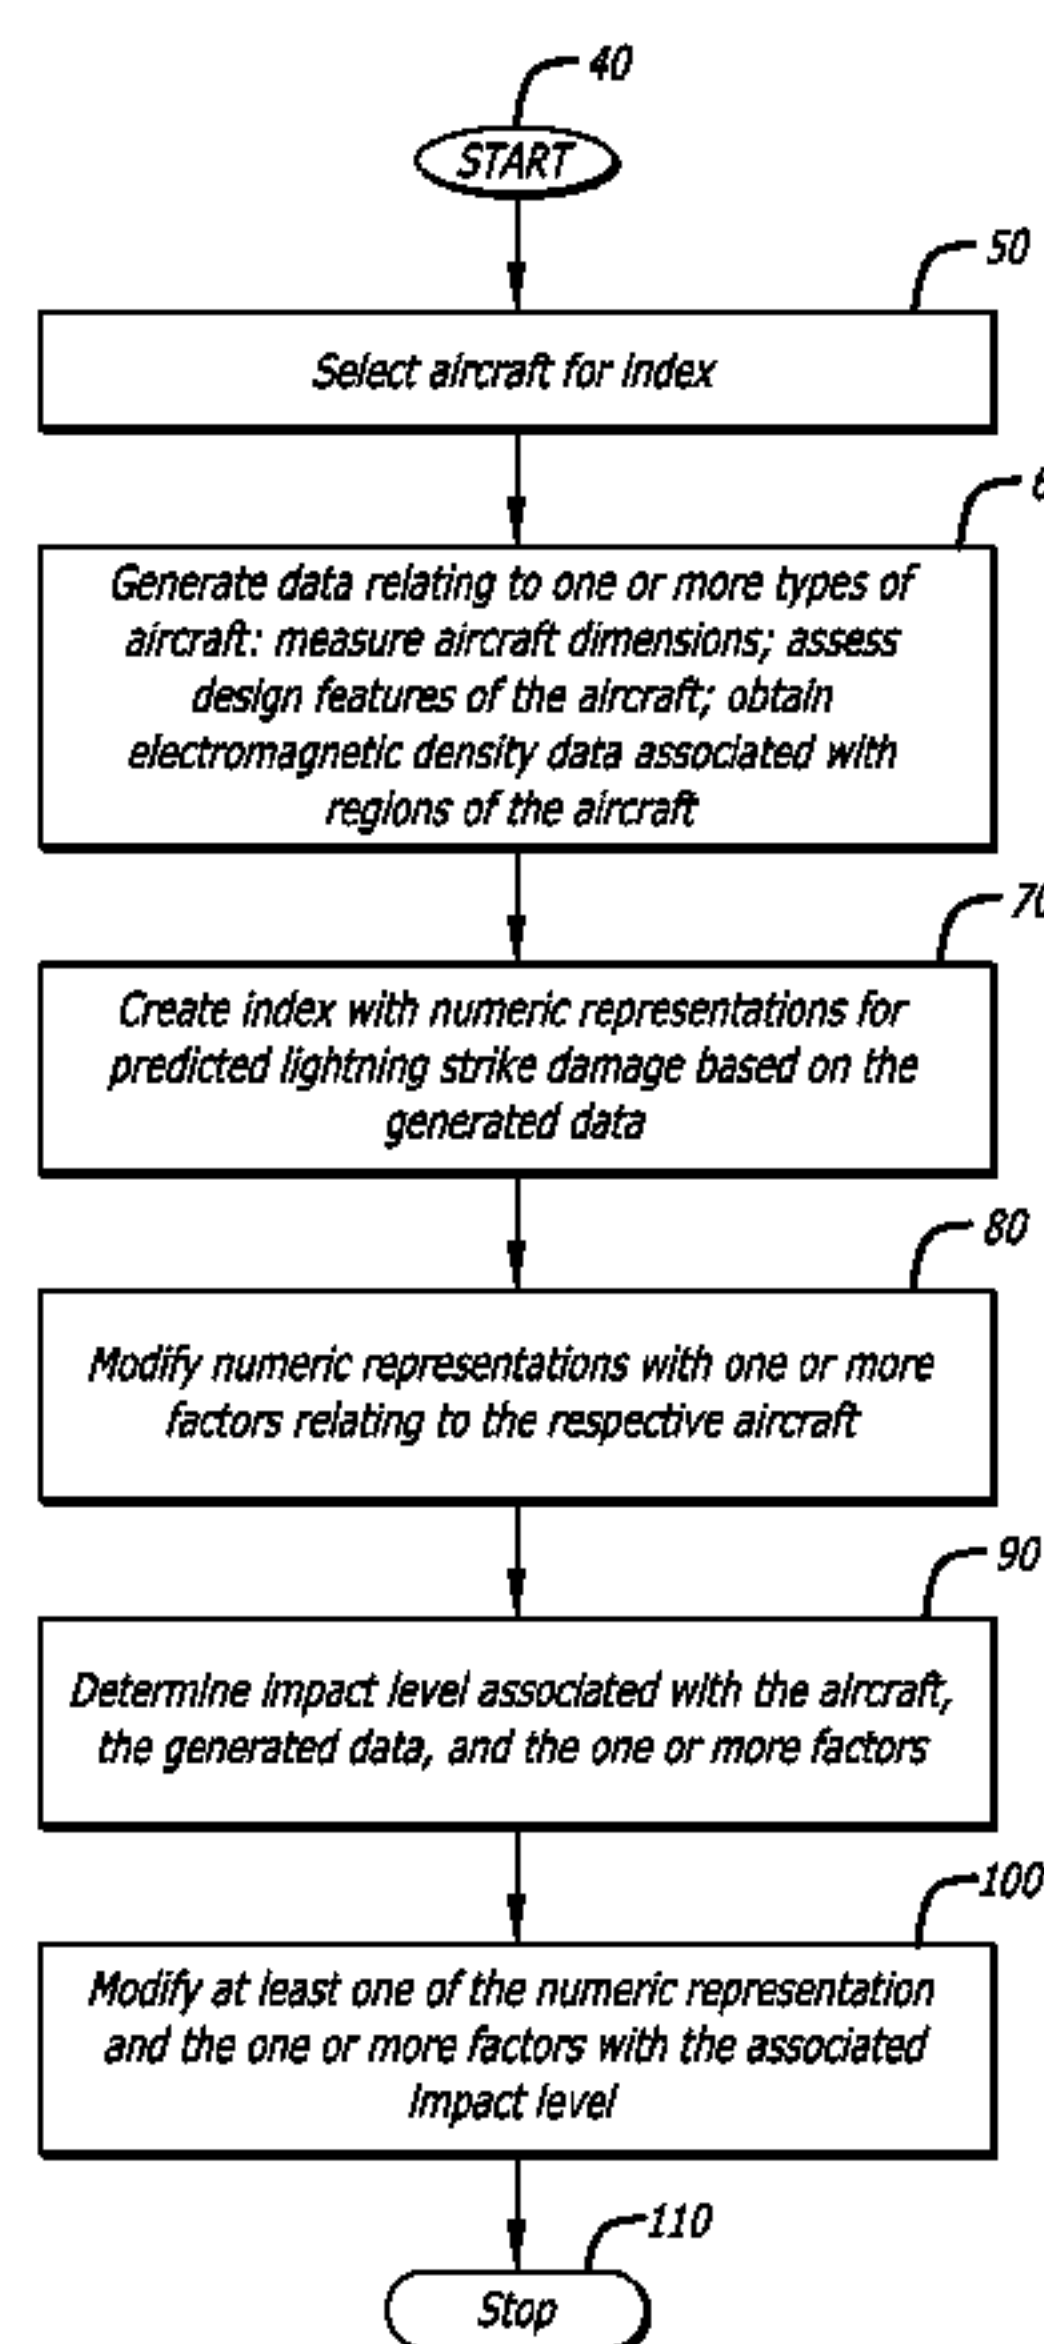 40
START
50
Select aircraft for index
6
Generate data relating to one or more types of
aircraft: measure aircraft dimensions; assess
design features of the aircraft; obtain
electromagnetic density data associated with
regions of the aircraft
70
Create index with numeric representations for
predicted lightning strike damage based on the
generated data
80
Modify numeric representations with one or more
factors relating to the respective aircraft
90
Determine impact level associated with the aircraft,
the generated data, and the one or more factors
100
Modify at least one of the numeric representation
and the one or more factors with the associated
impact level
110
Stop